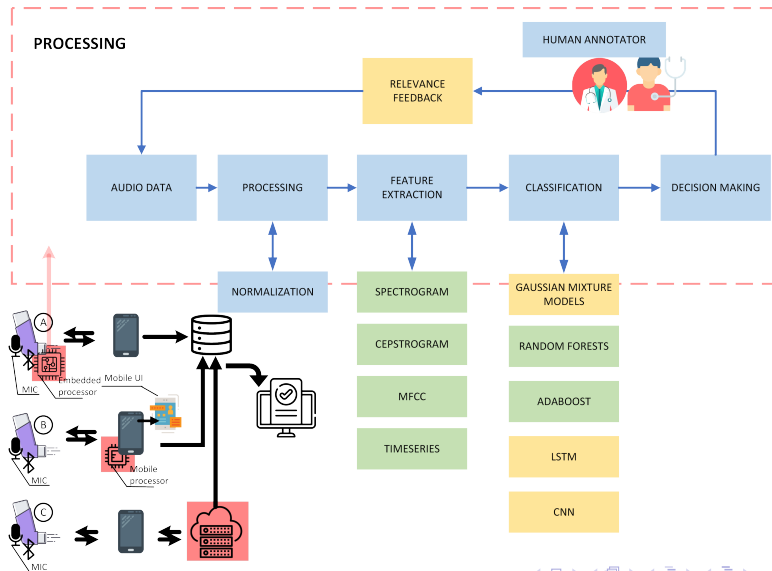 PROCESSING
HUMAN ANNOTATOR
RELEVANCE
FEEDBACK
AUDIO DATA
PROCESSING
FEATURE
EXTRACTION
CLASSIFICATION
DECISION MAKING
NORMALIZATION
SPECTROGRAM
CEPSTROGRAM
MFCC
TIMESERIES
GAUSSIAN MIXTURE
MODELS
RANDOM FORESTS
ADABOOST
LSTM
CNN
A
MIC
Embedded
processor
Mobile UI
B
MIC
Mobile
processor
C
MIC